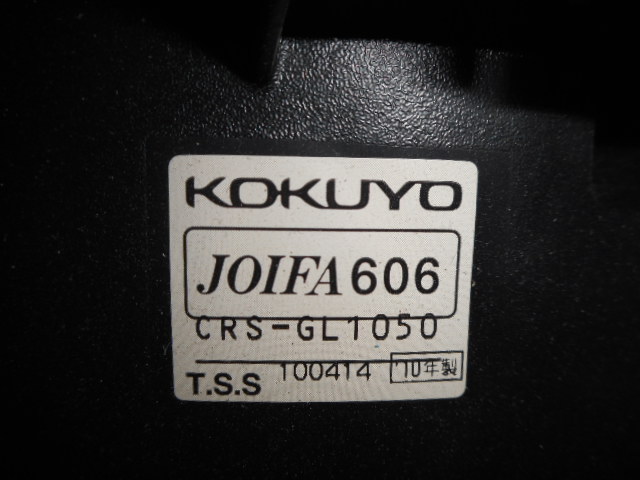 KOKUYO
JOIFA 606
CRS-GL1050
T.S.S 100414 '10年製